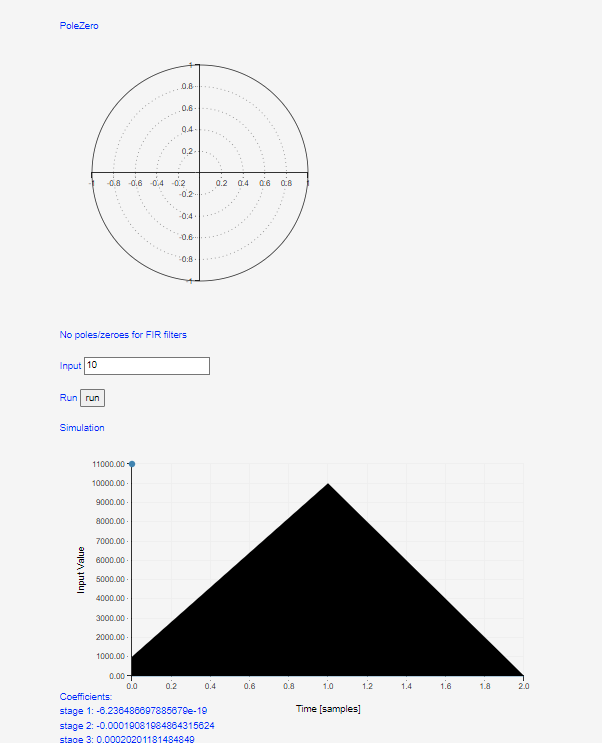 PoleZero
1
0.8
0.6
0.4
0.2
-1 -0.8 -0.6 -0.4 -0.2 0.2 0.4 0.6 0.8 1
-0.2
-0.4
-0.6
-0.8
-1
No poles/zeroes for FIR filters
Input 10
Run run
Simulation
11000.00
10000.00
9000.00
8000.00
7000.00
6000.00
5000.00
4000.00
3000.00
2000.00
1000.00
0.00
Input Value
0.0 0.2 0.4 0.6 0.8 1.0 1.2 1.4 1.6 1.8 2.0
Time [samples]
Coefficients:
stage 1: -6.236486697885679e-19
stage 2: -0.00019081984864315624
stage 3: 0.00020201181484849